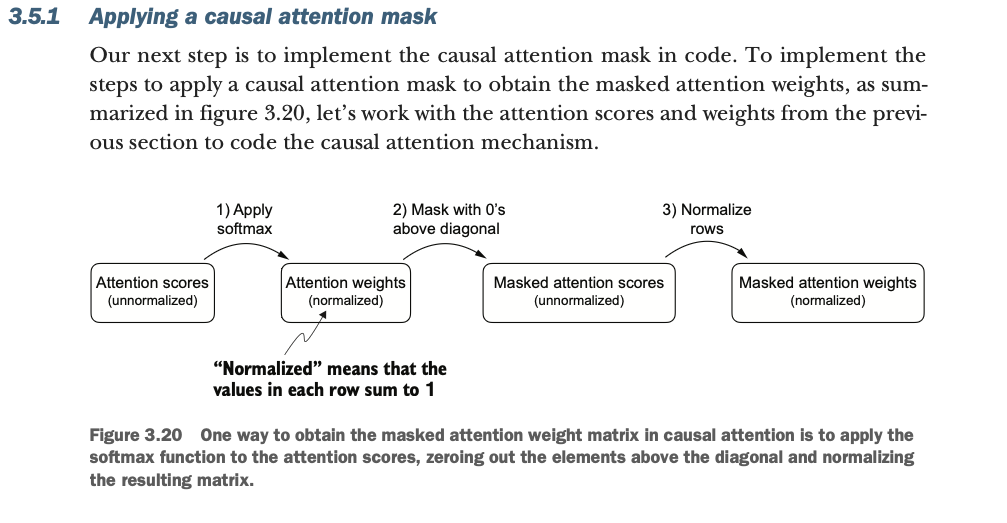 3.5.1 Applying a causal attention mask
Our next step is to implement the causal attention mask in code. To implement the
steps to apply a causal attention mask to obtain the masked attention weights, as sum-
marized in figure 3.20, let’s work with the attention scores and weights from the previ-
ous section to code the causal attention mechanism.
1) Apply
softmax
2) Mask with 0’s
above diagonal
3) Normalize
rows
Attention scores
(unnormalized)
Attention weights
(normalized)
Masked attention scores
(unnormalized)
Masked attention weights
(normalized)
“Normalized” means that the
values in each row sum to 1
Figure 3.20 One way to obtain the masked attention weight matrix in causal attention is to apply the
softmax function to the attention scores, zeroing out the elements above the diagonal and normalizing
the resulting matrix.